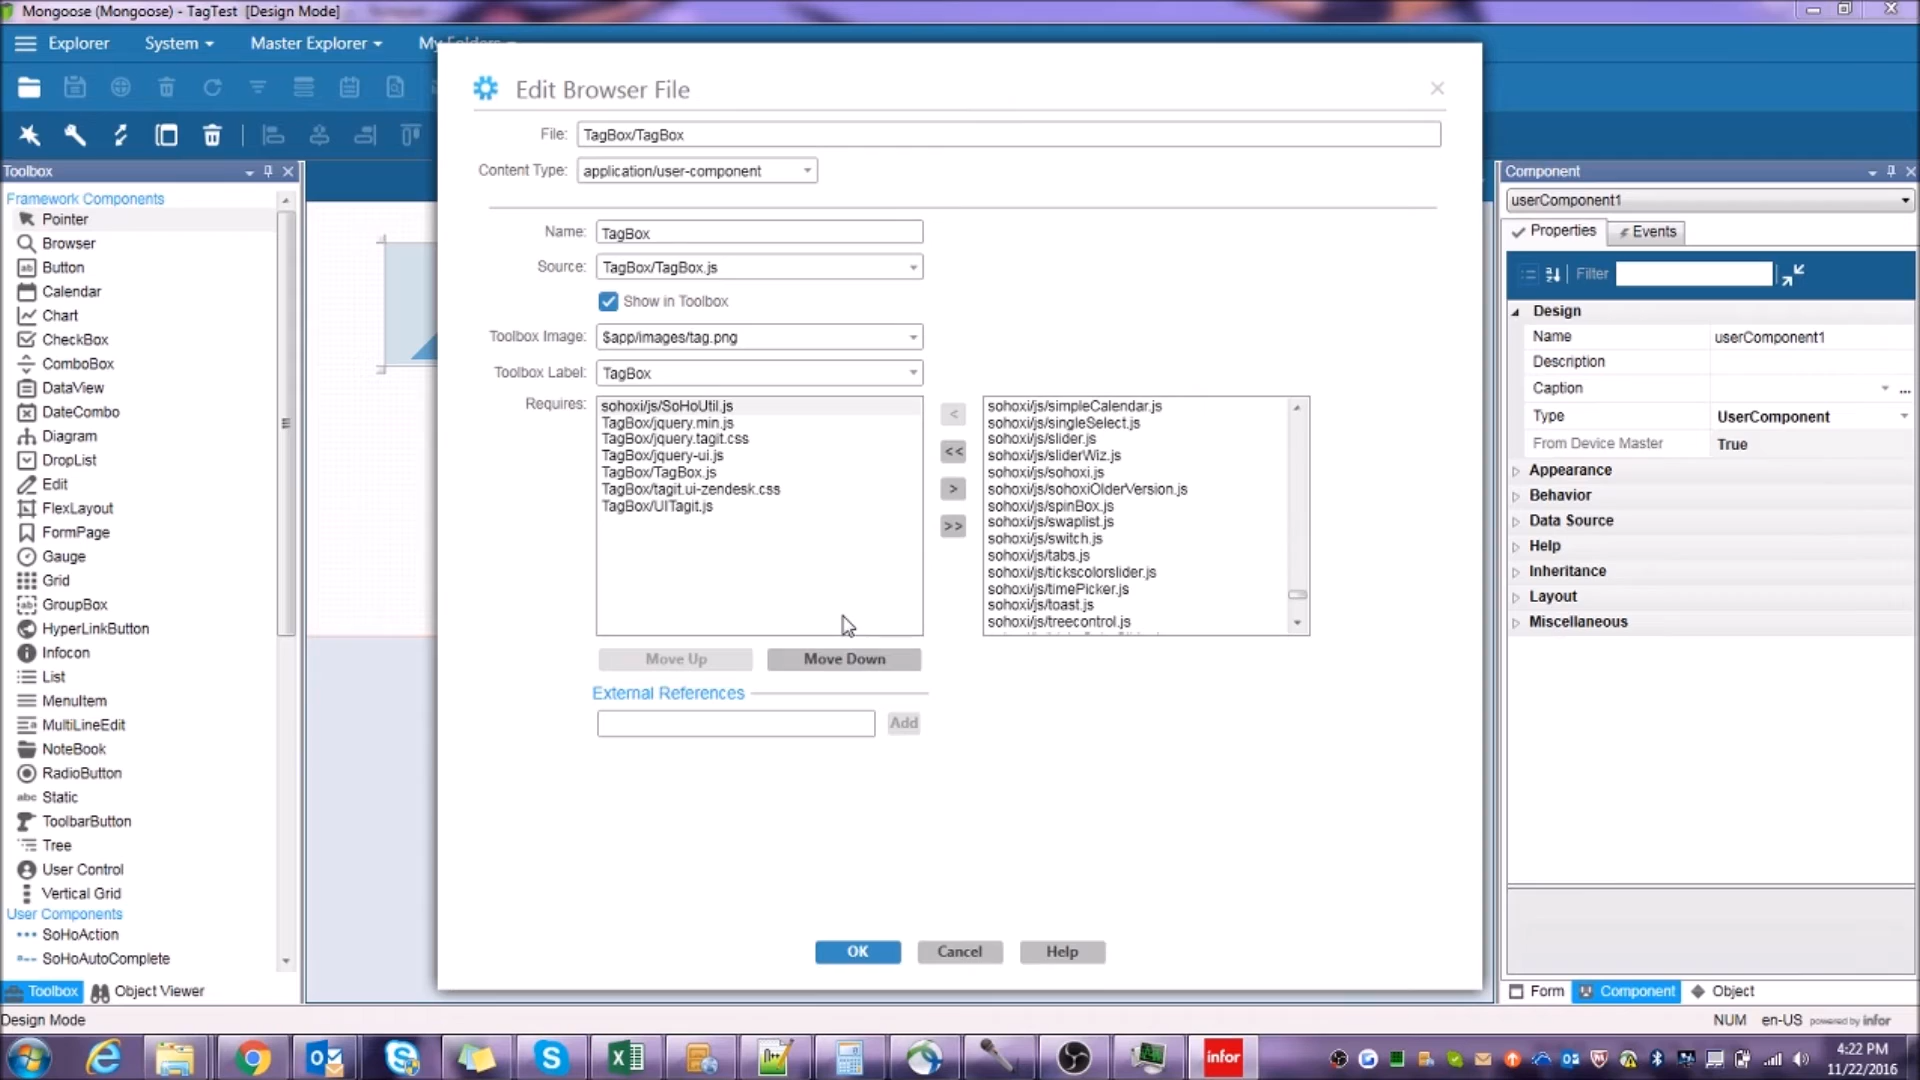 Mongoose (Mongoose) - TagTest [Design Mode]
Explorer
System
Master Explorer
My Folders
Edit Browser File
File:
TagBox/TagBox
Content Type:
application/user-component
Name:
TagBox
Source:
TagBox/TagBox.js
Show in Toolbox
Toolbox Image:
$app/images/tag.png
Toolbox Label:
TagBox
Requires:
sohoxi/js/SoHoUtil.js
TagBox/jquery.min.js
TagBox/jquery.tagit.css
TagBox/jquery-ui.js
TagBox/TagBox.js
TagBox/tagit.ui-zendesk.css
TagBox/UITagit.js
<
<<
>
>>
sohoxi/js/simpleCalendar.js
sohoxi/js/singleSelect.js
sohoxi/js/slider.js
sohoxi/js/sliderWiz.js
sohoxi/js/sohoxi.js
sohoxi/js/sohoxiOlderVersion.js
sohoxi/js/spinBox.js
sohoxi/js/swaplist.js
sohoxi/js/switch.js
sohoxi/js/tabs.js
sohoxi/js/tickscolorslider.js
sohoxi/js/timePicker.js
sohoxi/js/toast.js
sohoxi/js/treecontrol.js
Move Up
Move Down
External References
Add
OK
Cancel
Help
Toolbox
Framework Components
Pointer
Browser
Button
Calendar
Chart
CheckBox
ComboBox
DataView
DateCombo
Diagram
DropList
Edit
FlexLayout
FormPage
Gauge
Grid
GroupBox
HyperLinkButton
Infocon
List
MenuItem
MultiLineEdit
NoteBook
RadioButton
abc Static
ToolbarButton
Tree
User Control
Vertical Grid
User Components
SoHoAction
SoHoAutoComplete
Toolbox
Object Viewer
Design Mode
Component
userComponent1
Properties
Events
Filter
Design
Name
userComponent1
Description
Caption
...
Type
UserComponent
From Device Master
True
Appearance
Behavior
Data Source
Help
Inheritance
Layout
Miscellaneous
Form
Component
Object
NUM
en-US
powered by infor
infor
4:22 PM
11/22/2016